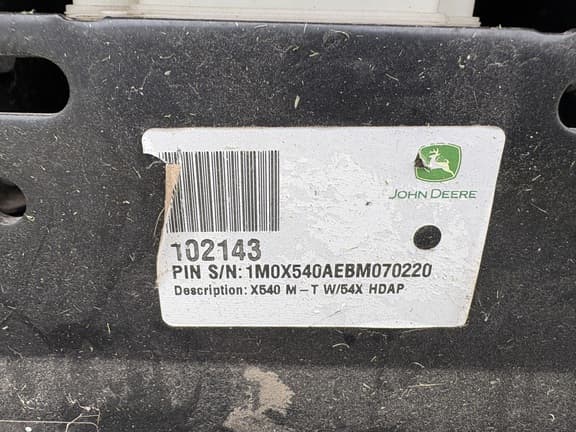 JOHN DEERE
102143
PIN S/N: 1M0X540AEBM070220
Description: X540 M-T W/54X HDAP